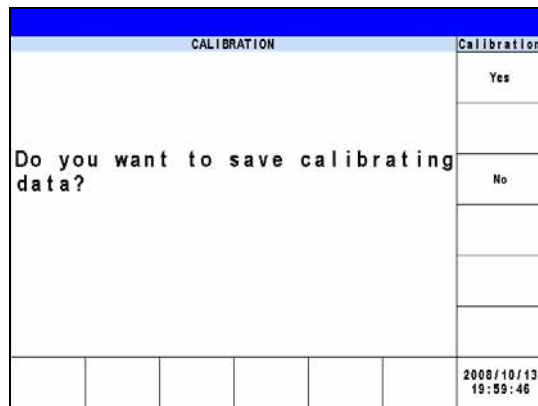 CALIBRATION
Calibration
Yes
Do you want to save calibrating
data?
No
2008/10/13
19:59:46